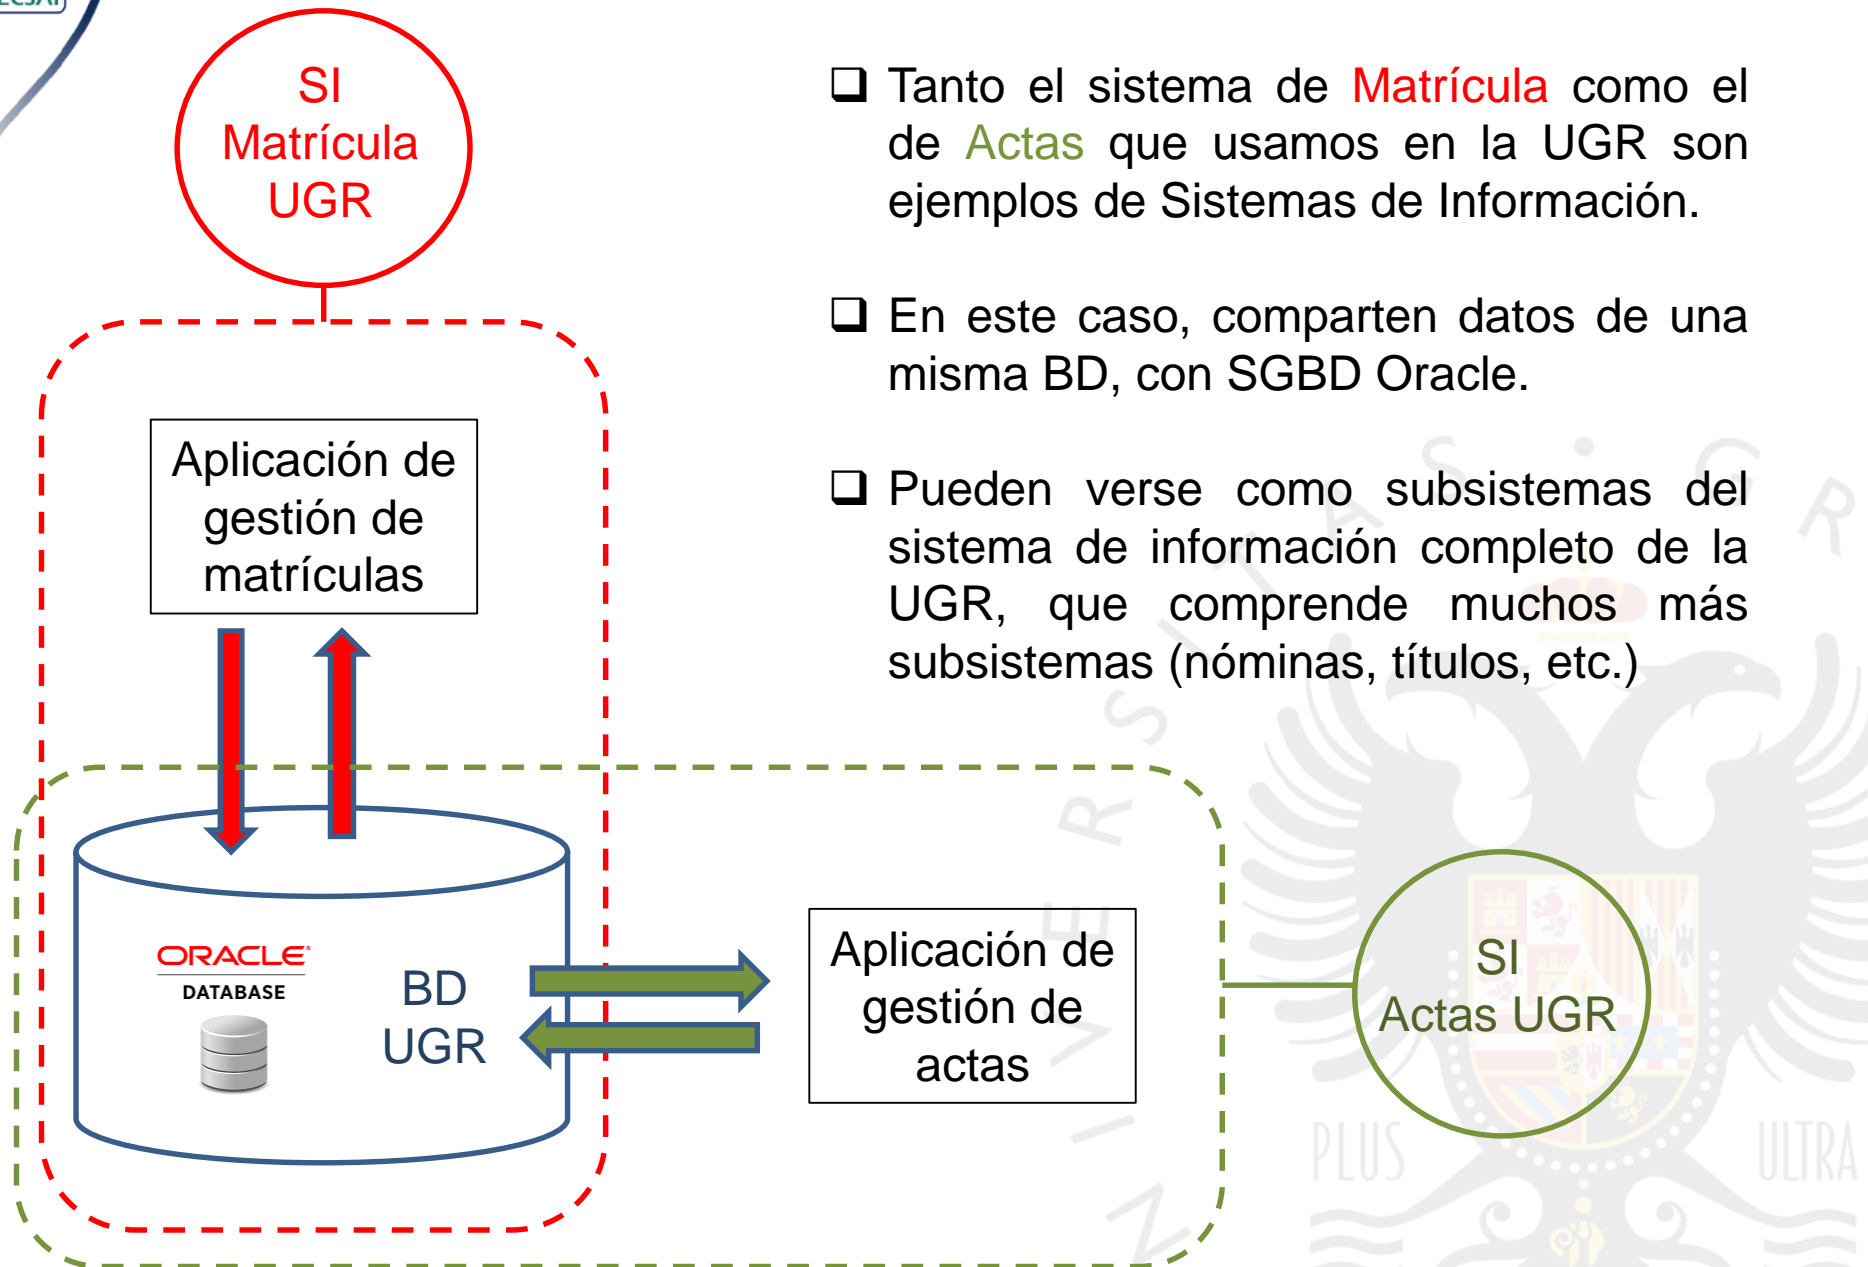 SI
Matrícula
UGR
❑ Tanto el sistema de Matrícula como el
de Actas que usamos en la UGR son
ejemplos de Sistemas de Información.
❑ En este caso, comparten datos de una
misma BD, con SGBD Oracle.
❑ Pueden verse como subsistemas del
sistema de información completo de la
UGR, que comprende muchos más
subsistemas (nóminas, títulos, etc.)
Aplicación de
gestión de
matrículas
ORACLE®
DATABASE
BD
UGR
Aplicación de
gestión de
actas
SI
Actas UGR
PLUS ULTRA